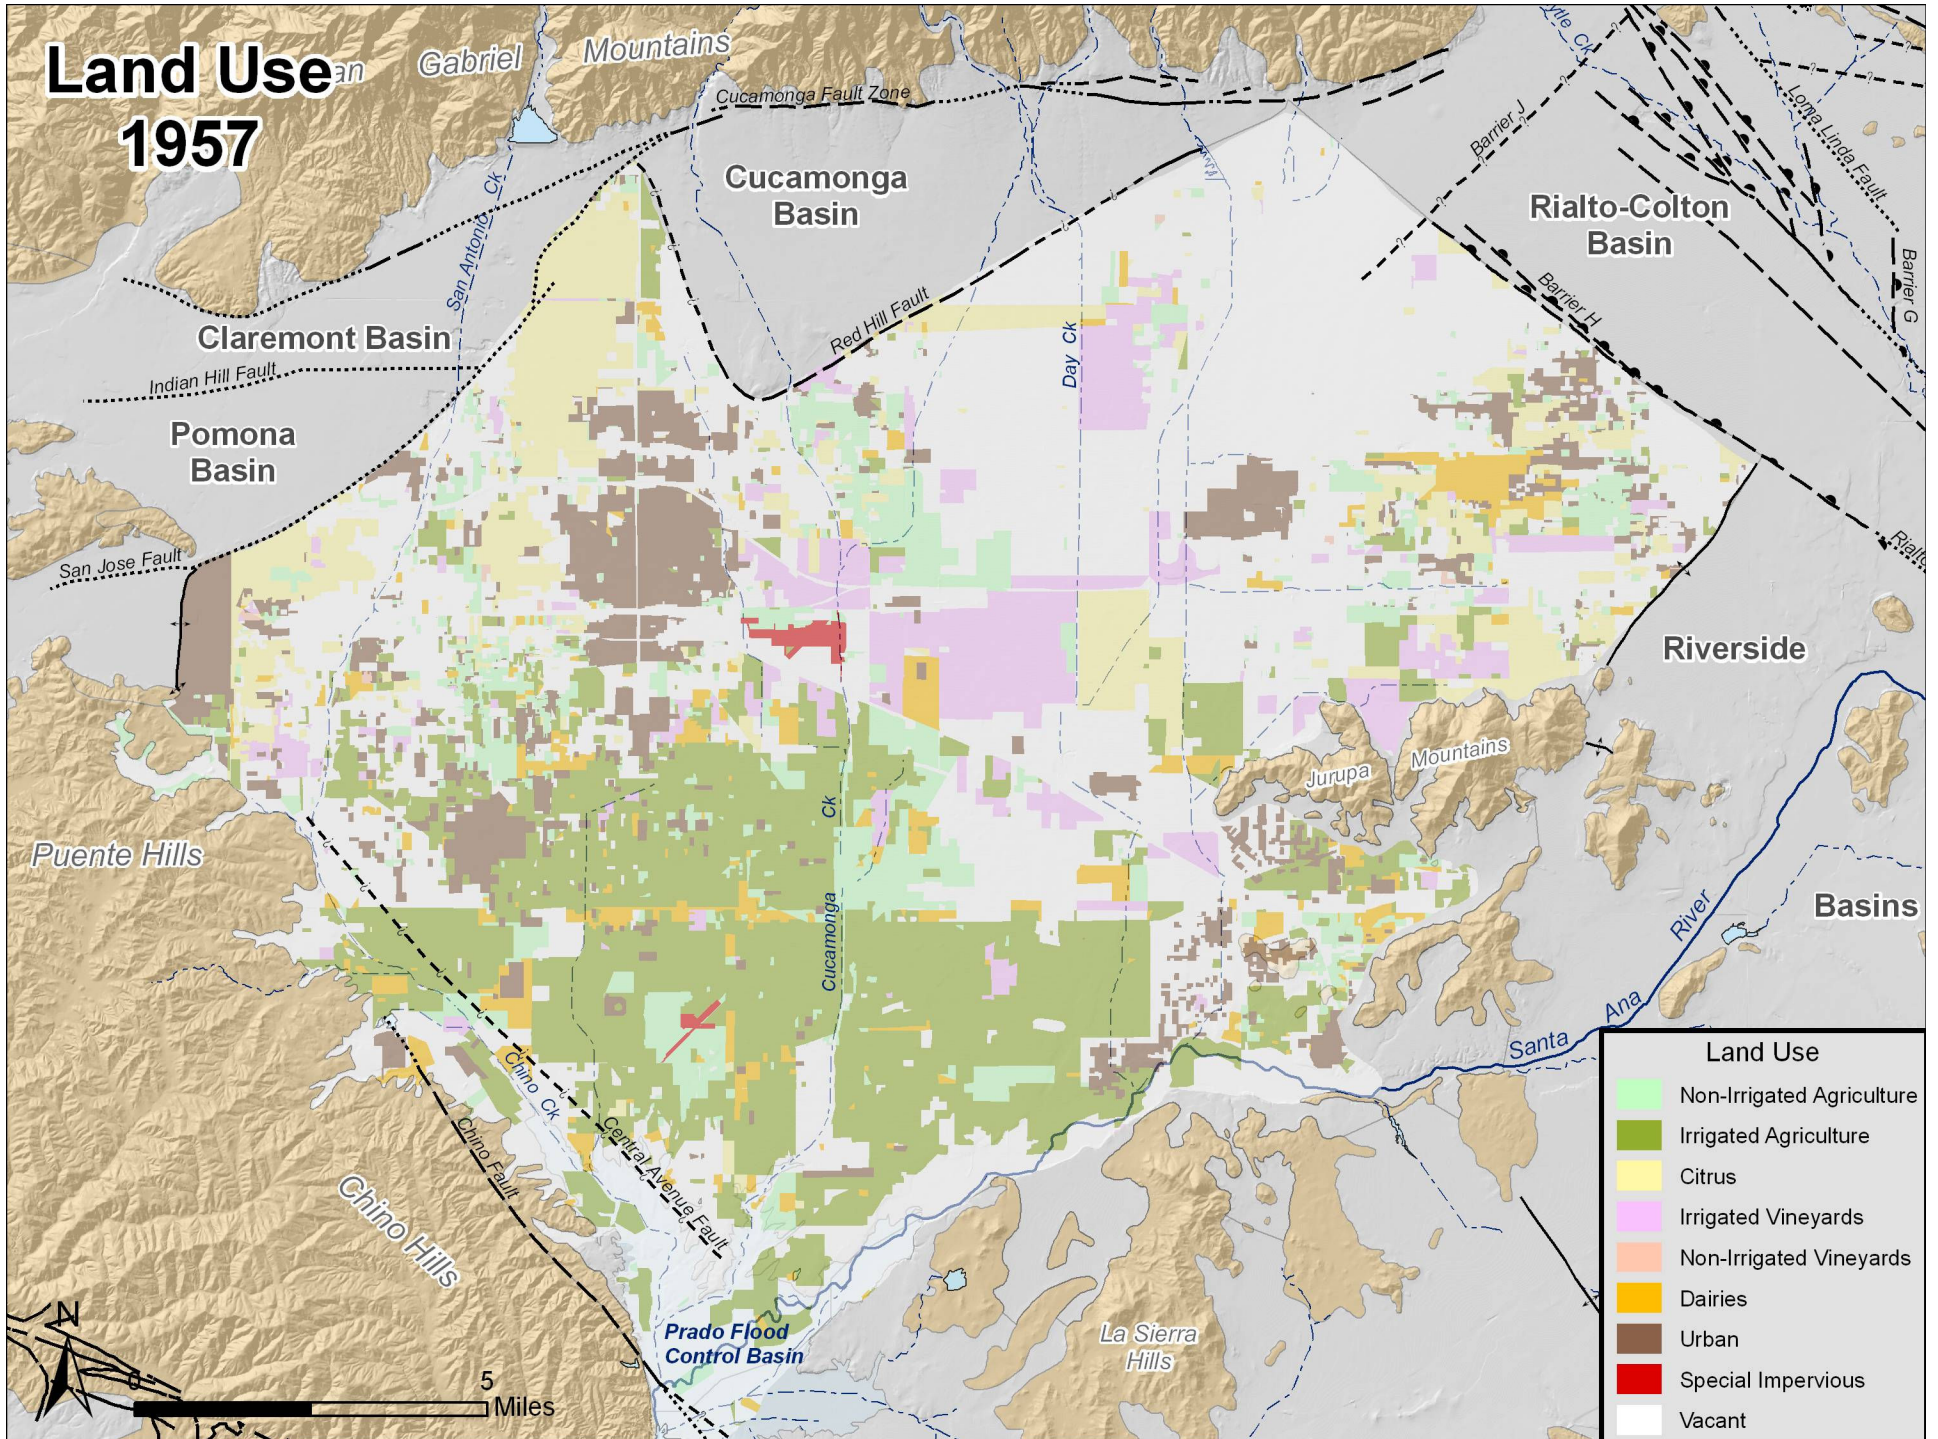 Land Use
1957
an Gabriel Mountains
ytle Ck
Cucamonga Fault Zone
Barrier J
Loma Linda Fault
San Antonio Ck
Cucamonga
Basin
Rialto-Colton
Basin
Barrier G
Claremont Basin
Red Hill Fault
Day Ck
Barrier H
Indian Hill Fault
Pomona
Basin
San Jose Fault
Rialto
Riverside
Jurupa Mountains
Puente Hills
Cucamonga Ck
Basins
River
Ana
Santa
Chino Ck
Chino Fault
Central Avenue Fault
Chino Hills
Prado Flood
Control Basin
La Sierra
Hills
N
0 5
Miles
Land Use
Non-Irrigated Agriculture
Irrigated Agriculture
Citrus
Irrigated Vineyards
Non-Irrigated Vineyards
Dairies
Urban
Special Impervious
Vacant